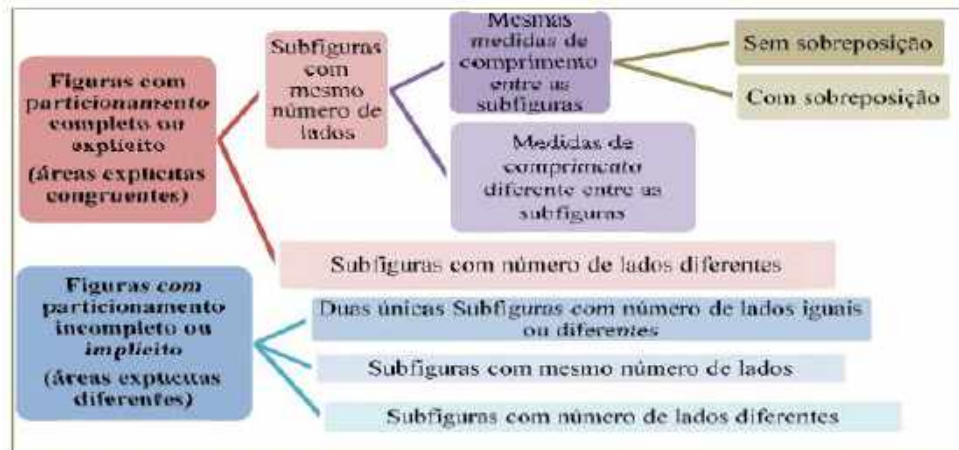 Figuras com
particionamento
completo ou
explícito
(áreas explicitas
congruentes)
Subfiguras
com
mesmo
número de
lados
Mesmas
medidas de
comprimento
entre as
subfiguras
Sem sobreposição
Com sobreposição
Medidas de
comprimento
diferente entre as
subfiguras
Subfiguras com número de lados diferentes
Figuras com
particionamento
incompleto ou
implícito
(áreas explicitas
diferentes)
Duas únicas Subfiguras com número de lados iguais
ou diferentes
Subfiguras com mesmo número de lados
Subfiguras com número de lados diferentes